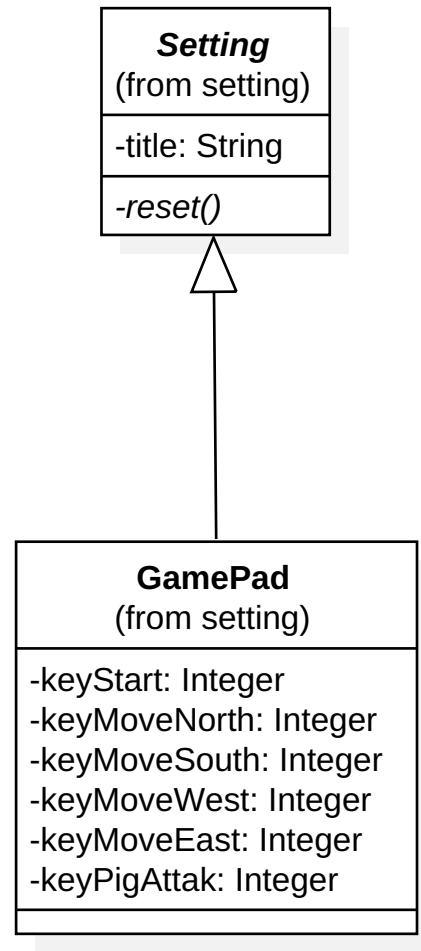 Setting
(from setting)
-title: String
-reset()
GamePad
(from setting)
-keyStart: Integer
-keyMoveNorth: Integer
-keyMoveSouth: Integer
-keyMoveWest: Integer
-keyMoveEast: Integer
-keyPigAttak: Integer